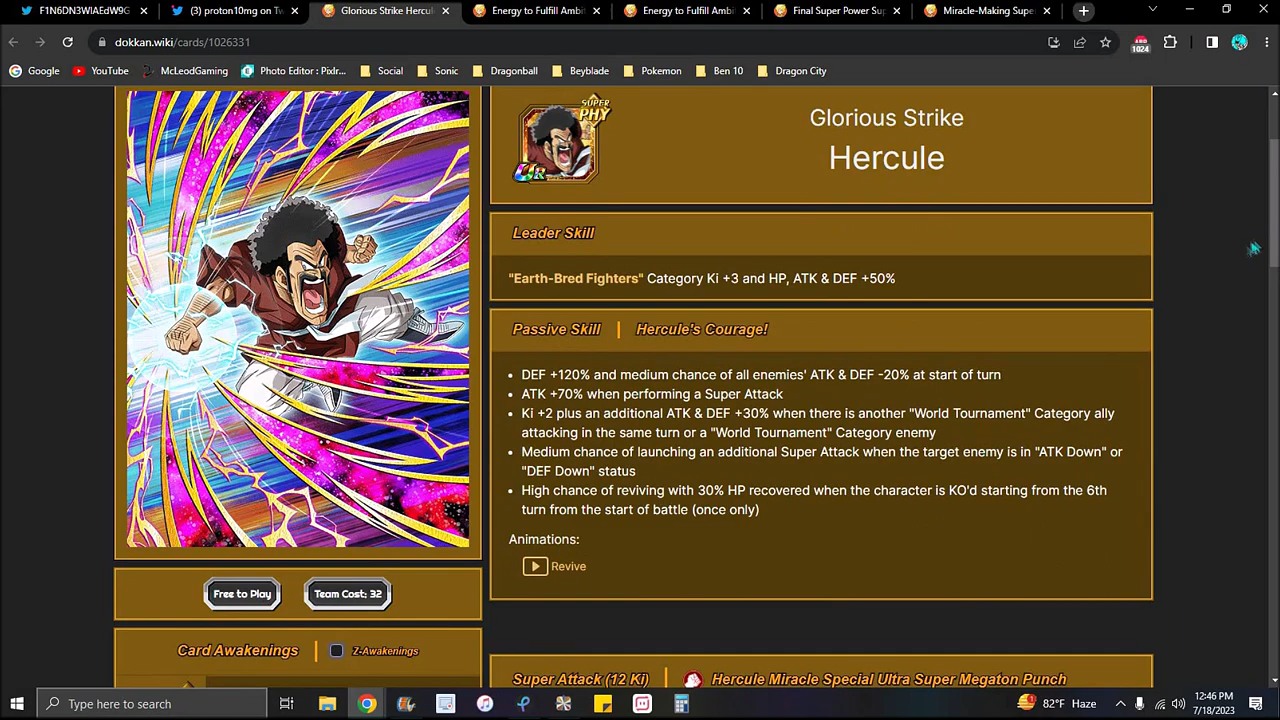 F1N6DN3WIAEdW9G
(3) proton10mg on Tw
Glorious Strike Hercul
Energy to Fulfill Ambit
Energy to Fulfill Ambi
Final Super Power Sup
Miracle-Making Super
dokkan.wiki/cards/1026331
1024
Google
YouTube
McLeodGaming
Photo Editor : Pixlr...
Social
Sonic
Dragonball
Beyblade
Pokemon
Ben 10
Dragon City
SUPER
PHY
UR
Glorious Strike
Hercule
Leader Skill
"Earth-Bred Fighters" Category Ki +3 and HP, ATK & DEF +50%
Passive Skill | Hercule's Courage!
• DEF +120% and medium chance of all enemies' ATK & DEF -20% at start of turn
• ATK +70% when performing a Super Attack
• Ki +2 plus an additional ATK & DEF +30% when there is another "World Tournament" Category ally
attacking in the same turn or a "World Tournament" Category enemy
• Medium chance of launching an additional Super Attack when the target enemy is in "ATK Down" or
"DEF Down" status
• High chance of reviving with 30% HP recovered when the character is KO'd starting from the 6th
turn from the start of battle (once only)
Animations:
Revive
Free to Play
Team Cost: 32
Card Awakenings | Z-Awakenings
Super Attack (12 Ki) | Hercule Miracle Special Ultra Super Megaton Punch
Type here to search
1
82°F Haze
12:46 PM
7/18/2023